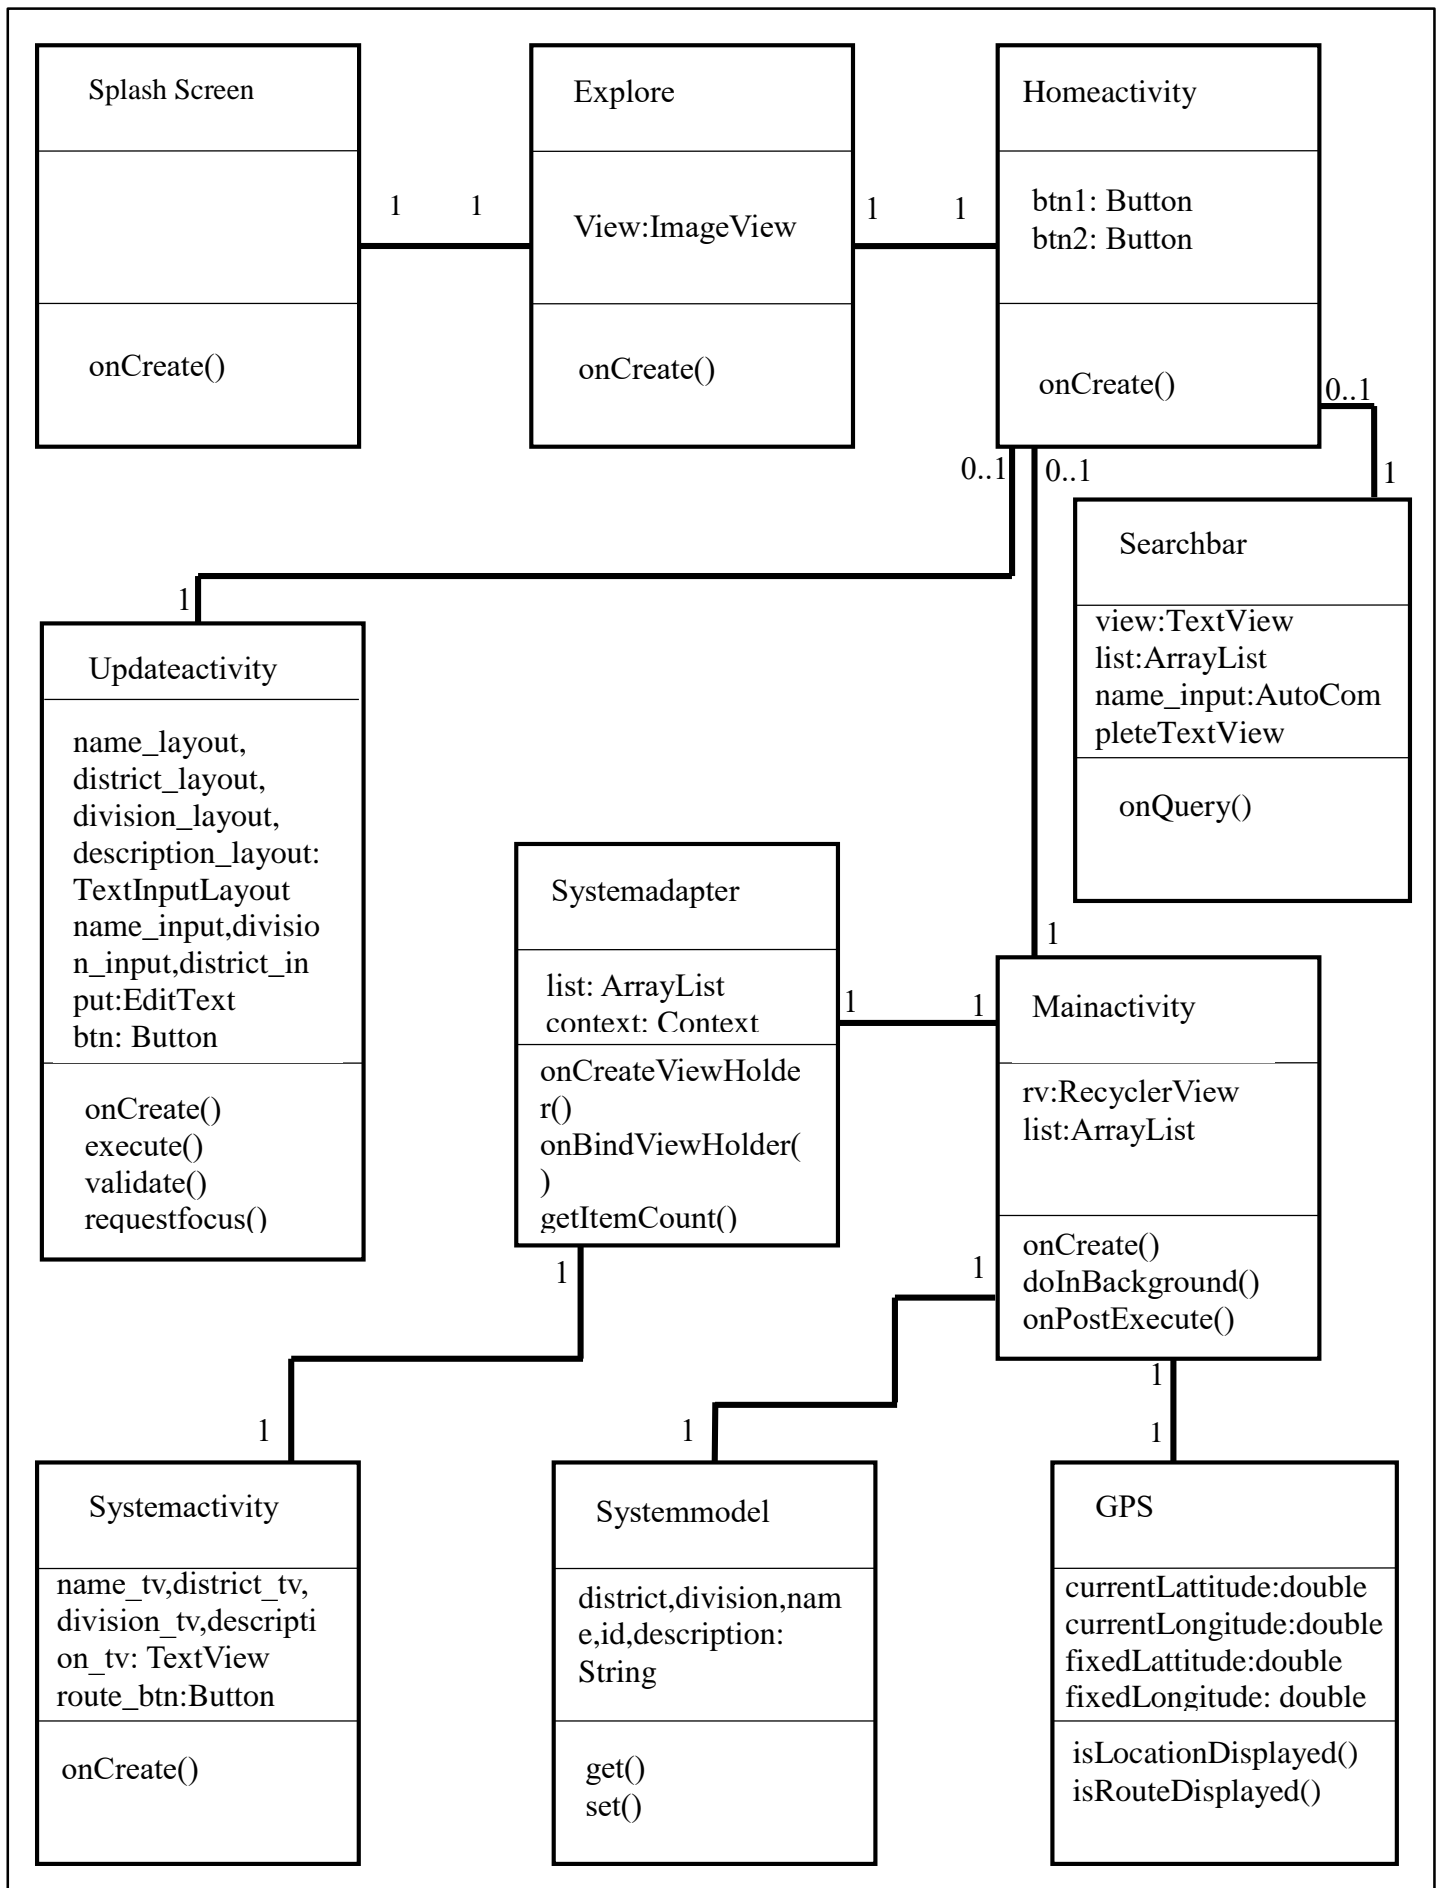 Splash Screen
onCreate()
1
1
Explore
View:ImageView
onCreate()
1
1
Homeactivity
btn1: Button
btn2: Button
onCreate()
0..1
0..1
0..1
1
Searchbar
view:TextView
list:ArrayList
name_input:AutoCom
pleteTextView
onQuery()
1
Updateactivity
name_layout,
district_layout,
division_layout,
description_layout:
TextInputLayout
name_input,divisio
n_input,district_in
put:EditText
btn: Button
onCreate()
execute()
validate()
requestfocus()
Systemadapter
list: ArrayList
context: Context
onCreateViewHolde
r()
onBindViewHolder(
)
getItemCount()
1
1
1
Mainactivity
rv:RecyclerView
list:ArrayList
onCreate()
doInBackground()
onPostExecute()
1
1
1
1
1
1
Systemactivity
name_tv,district_tv,
division_tv,descripti
on_tv: TextView
route_btn:Button
onCreate()
Systemmodel
district,division,nam
e,id,description:
String
get()
set()
GPS
currentLattitude:double
currentLongitude:double
fixedLattitude:double
fixedLongitude: double
isLocationDisplayed()
isRouteDisplayed()